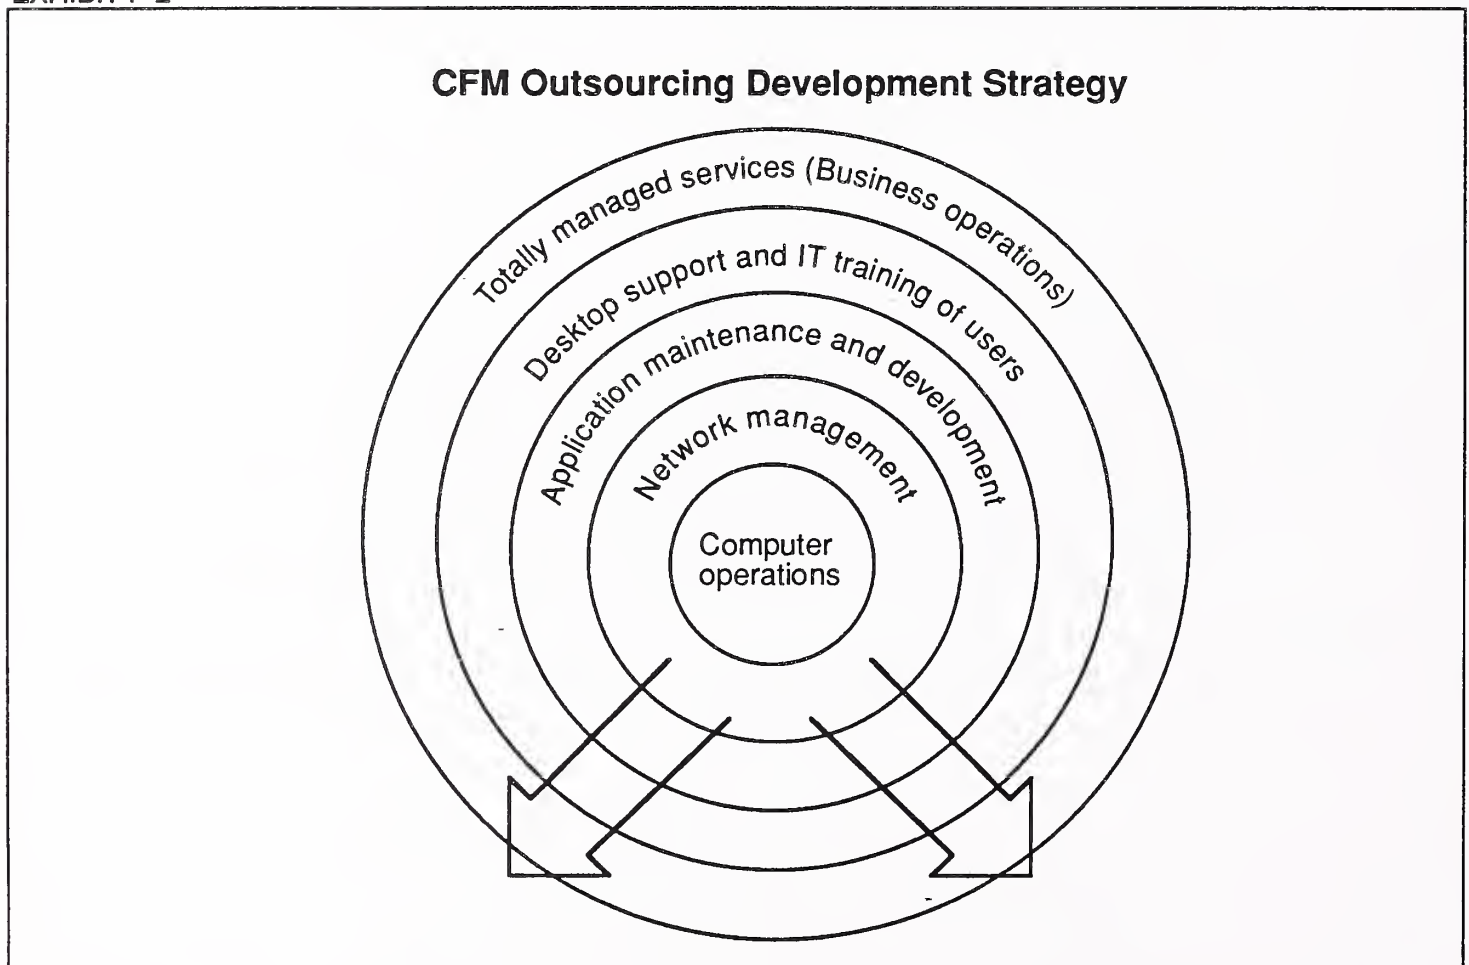 CFM Outsourcing Development Strategy
Totally managed services (Business operations)
Desktop support and IT training of users
Application maintenance and development
Network management
Computer
operations